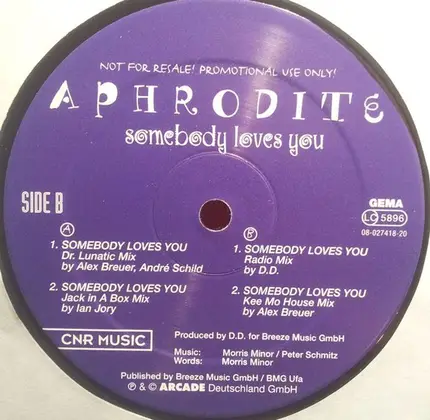 NOT FOR RESALE! PROMOTIONAL USE ONLY!
APHRODITE
somebody loves you
SIDE B
GEMA
LC 5896
08-027418-20
A
1. SOMEBODY LOVES YOU
Dr. Lunatic Mix
by Alex Breuer, André Schild
2. SOMEBODY LOVES YOU
Jack in A Box Mix
by Ian Jory
B
1. SOMEBODY LOVES YOU
Radio Mix
by D.D.
2. SOMEBODY LOVES YOU
Kee Mo House Mix
by Alex Breuer
CNR MUSIC
Produced by D.D. for Breeze Music GmbH
Music: Morris Minor / Peter Schmitz
Words: Morris Minor
Published by Breeze Music GmbH / BMG Ufa
℗ & © ARCADE Deutschland GmbH